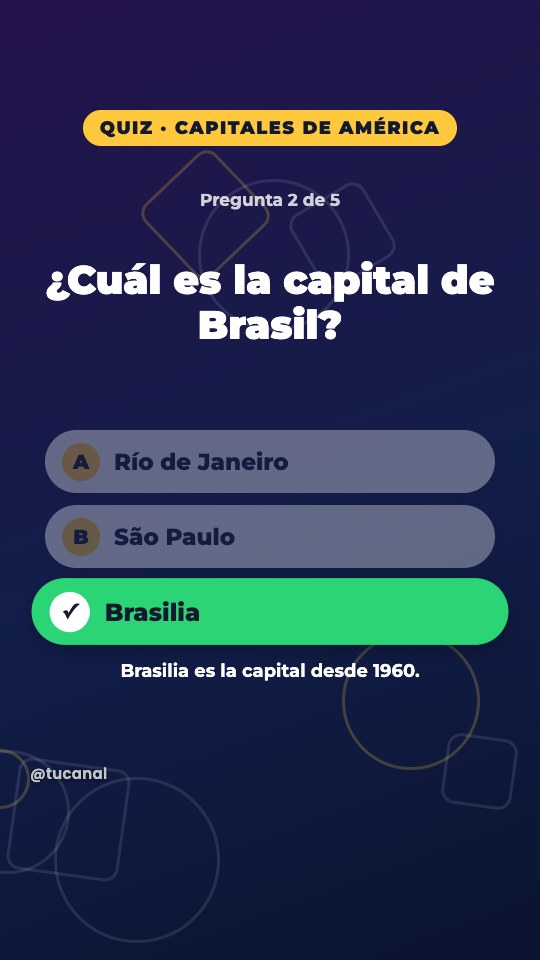 QUIZ · CAPITALES DE AMÉRICA
Pregunta 2 de 5
¿Cuál es la capital de
Brasil?
A Río de Janeiro
B São Paulo
✓ Brasilia
Brasilia es la capital desde 1960.
@tucanal